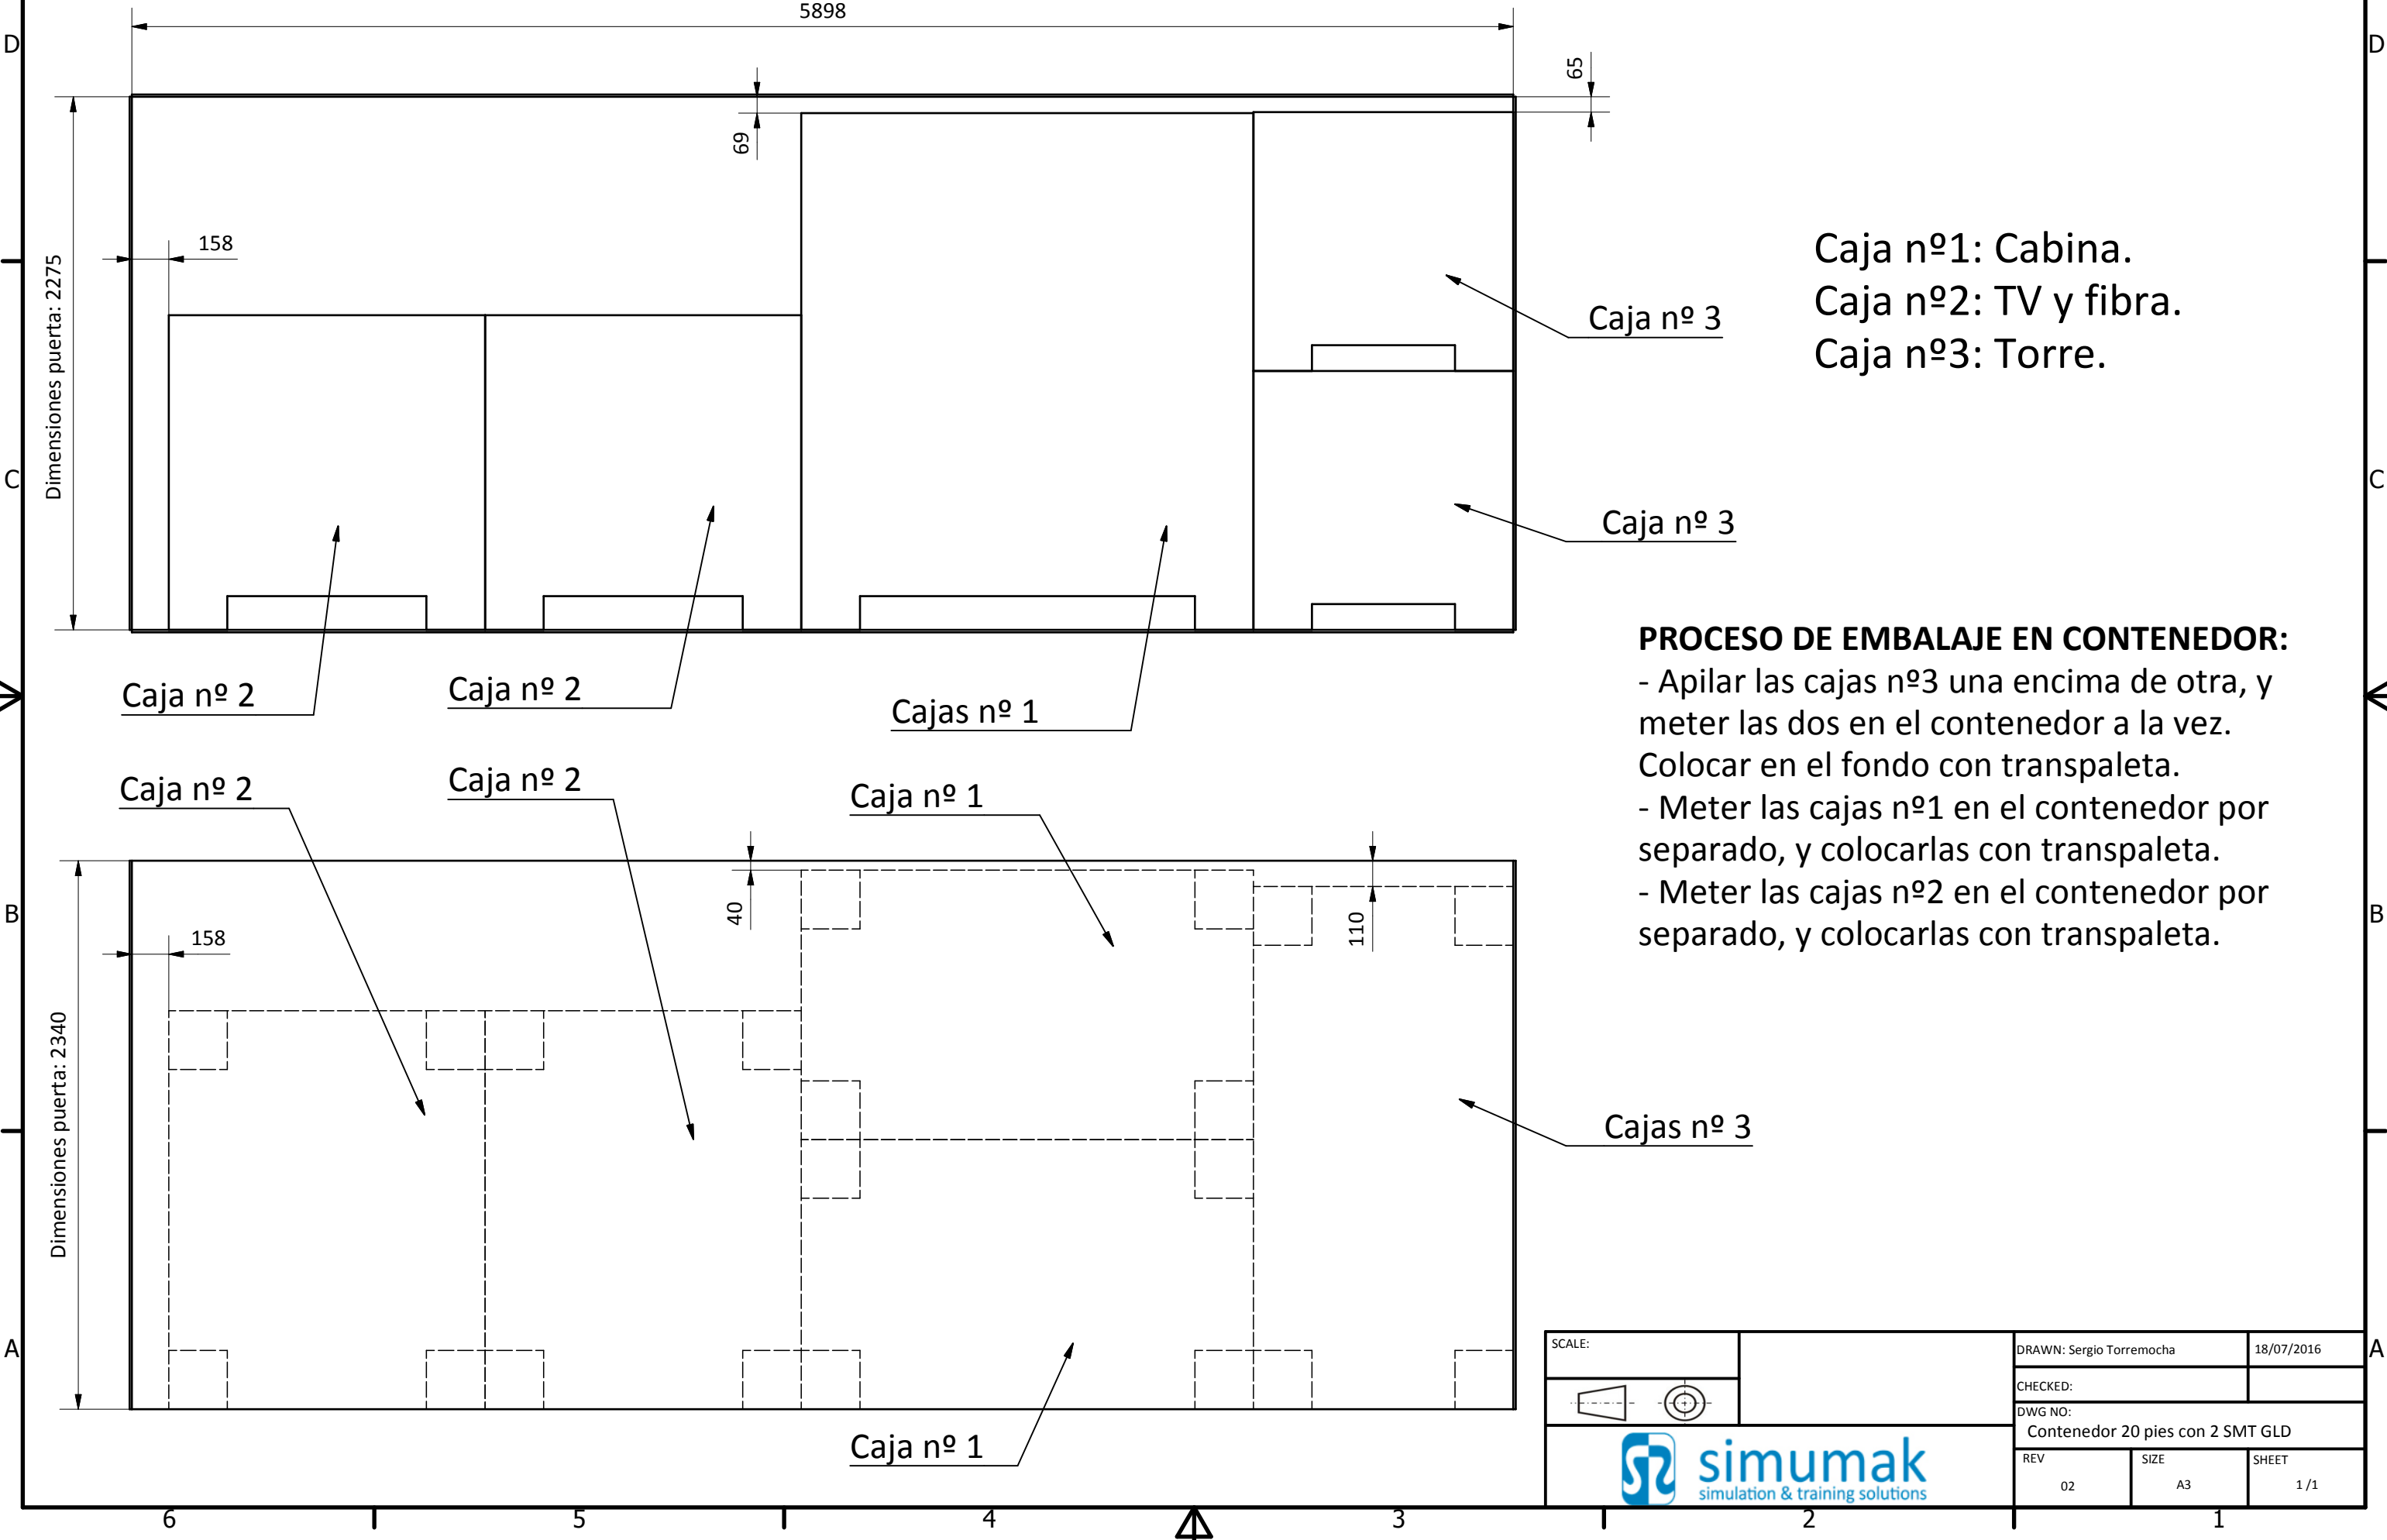 5898
D
D
65
69
158
Dimensiones puerta: 2275
Caja nº1: Cabina.
Caja nº2: TV y fibra.
Caja nº3: Torre.
Caja nº 3
C
C
Caja nº 3
PROCESO DE EMBALAJE EN CONTENEDOR:
- Apilar las cajas nº3 una encima de otra, y
meter las dos en el contenedor a la vez.
Colocar en el fondo con transpaleta.
- Meter las cajas nº1 en el contenedor por
separado, y colocarlas con transpaleta.
- Meter las cajas nº2 en el contenedor por
separado, y colocarlas con transpaleta.
Caja nº 2
Caja nº 2
Cajas nº 1
Caja nº 2
Caja nº 2
Caja nº 1
B
B
40
110
158
Dimensiones puerta: 2340
Cajas nº 3
A
A
Caja nº 1
SCALE:
DRAWN: Sergio Torremocha
18/07/2016
CHECKED:
DWG NO:
Contenedor 20 pies con 2 SMT GLD
REV
02
SIZE
A3
SHEET
1 /1
simumak
simulation & training solutions
6
5
4
3
2
1